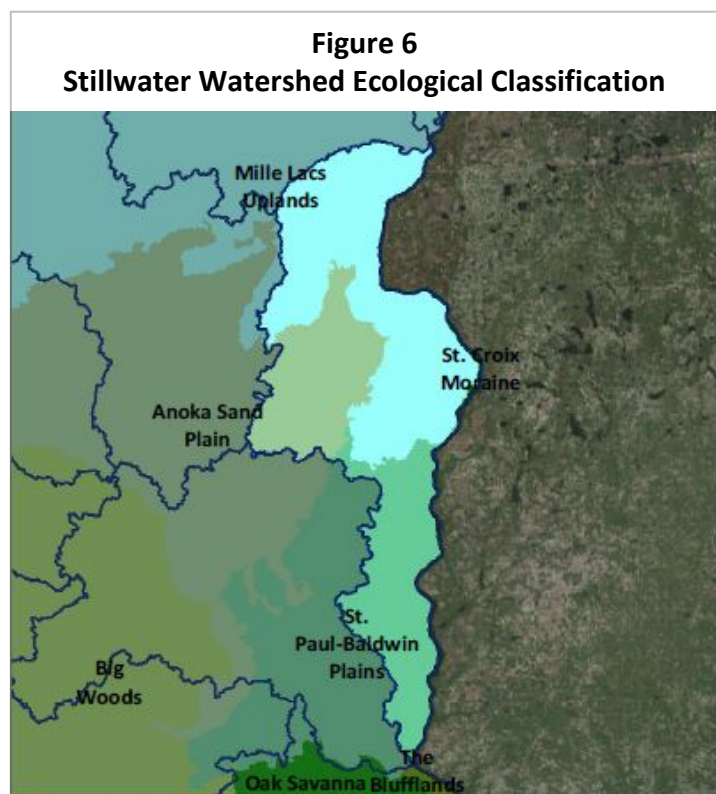 Figure 6
Stillwater Watershed Ecological Classification
Mille Lacs
Uplands
St. Croix
Moraine
Anoka Sand
Plain
St.
Paul-Baldwin
Plains
Big
Woods
The
Blufflands
Oak Savanna